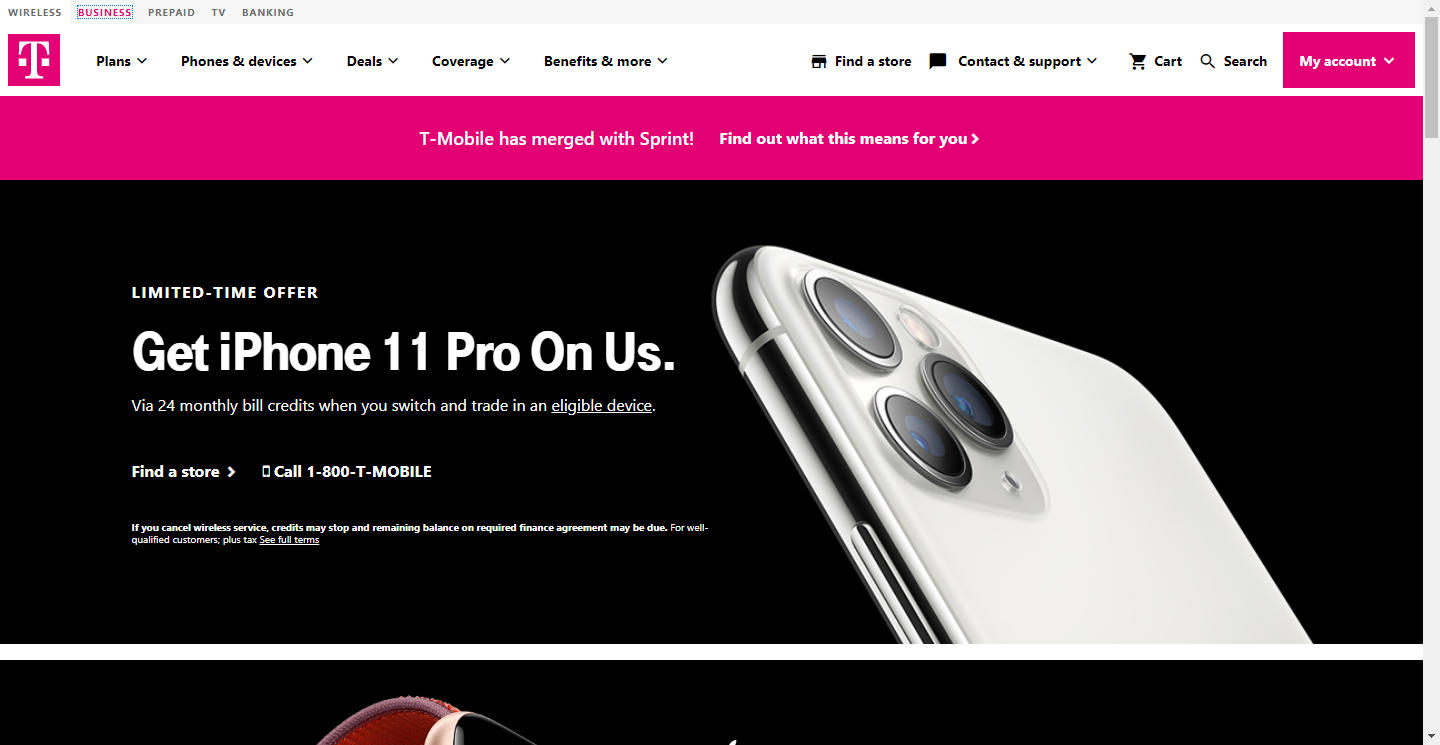 WIRELESS BUSINESS PREPAID TV BANKING
T Plans Phones & devices Deals Coverage Benefits & more Find a store Contact & support Cart Search My account
T-Mobile has merged with Sprint! Find out what this means for you
LIMITED-TIME OFFER
Get iPhone 11 Pro On Us.
Via 24 monthly bill credits when you switch and trade in an eligible device.
Find a store Call 1-800-T-MOBILE
If you cancel wireless service, credits may stop and remaining balance on required finance agreement may be due. For well-
qualified customers; plus tax See full terms